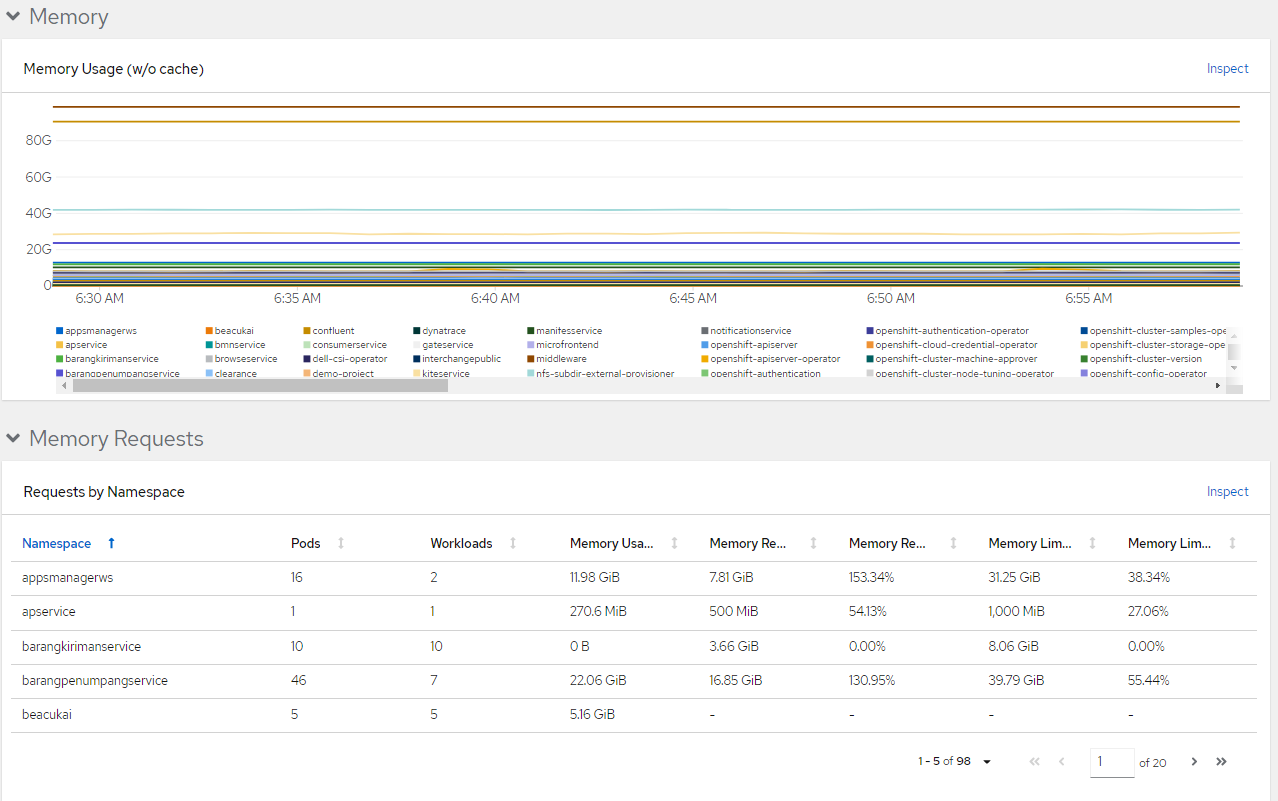 Memory
Memory Usage (w/o cache) Inspect
80G
60G
40G
20G
0
6:30 AM 6:35 AM 6:40 AM 6:45 AM 6:50 AM 6:55 AM
appsmanagerws beacukai confluent dynatrace manifesservice notificationservice openshift-authentication-operator openshift-cluster-samples-ope
apservice bmnservice consumerservice gateservice microfrontend openshift-apiserver openshift-cloud-credential-operator openshift-cluster-storage-ope
barangkirimanservice browseservice dell-csi-operator interchangepublic middleware openshift-apiserver-operator openshift-cluster-machine-approver openshift-cluster-version
barangpenumpangservice clearance demo-project kiteservice nfs-subdir-external-provisioner openshift-authentication openshift-cluster-node-tuning-operator openshift-config-operator
Memory Requests
Requests by Namespace Inspect
Namespace Pods Workloads Memory Usa... Memory Re... Memory Re... Memory Lim... Memory Lim...
appsmanagerws 16 2 11.98 GiB 7.81 GiB 153.34% 31.25 GiB 38.34%
apservice 1 1 270.6 MiB 500 MiB 54.13% 1,000 MiB 27.06%
barangkirimanservice 10 10 0 B 3.66 GiB 0.00% 8.06 GiB 0.00%
barangpenumpangservice 46 7 22.06 GiB 16.85 GiB 130.95% 39.79 GiB 55.44%
beacukai 5 5 5.16 GiB - - - -
1 - 5 of 98 1 of 20